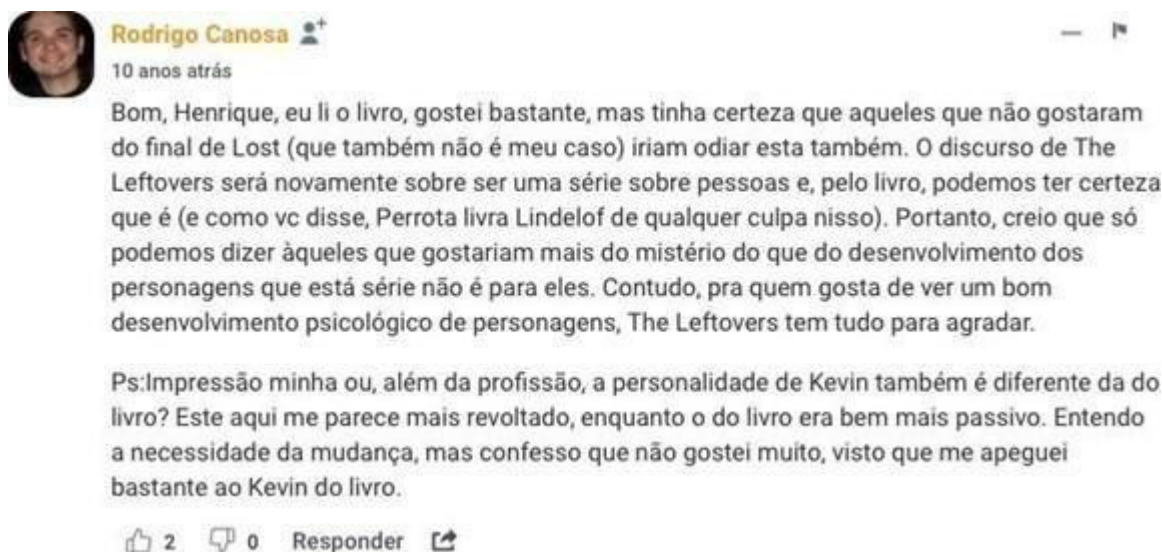 Rodrigo Canosa
10 anos atrás
Bom, Henrique, eu li o livro, gostei bastante, mas tinha certeza que aqueles que não gostaram
do final de Lost (que também não é meu caso) iriam odiar esta também. O discurso de The
Leftovers será novamente sobre ser uma série sobre pessoas e, pelo livro, podemos ter certeza
que é (e como vc disse, Perrota livra Lindelof de qualquer culpa nisso). Portanto, creio que só
podemos dizer àqueles que gostariam mais do mistério do que do desenvolvimento dos
personagens que está série não é para eles. Contudo, pra quem gosta de ver um bom
desenvolvimento psicológico de personagens, The Leftovers tem tudo para agradar.
Ps:Impressão minha ou, além da profissão, a personalidade de Kevin também é diferente da do
livro? Este aqui me parece mais revoltado, enquanto o do livro era bem mais passivo. Entendo
a necessidade da mudança, mas confesso que não gostei muito, visto que me apeguei
bastante ao Kevin do livro.
2 0 Responder